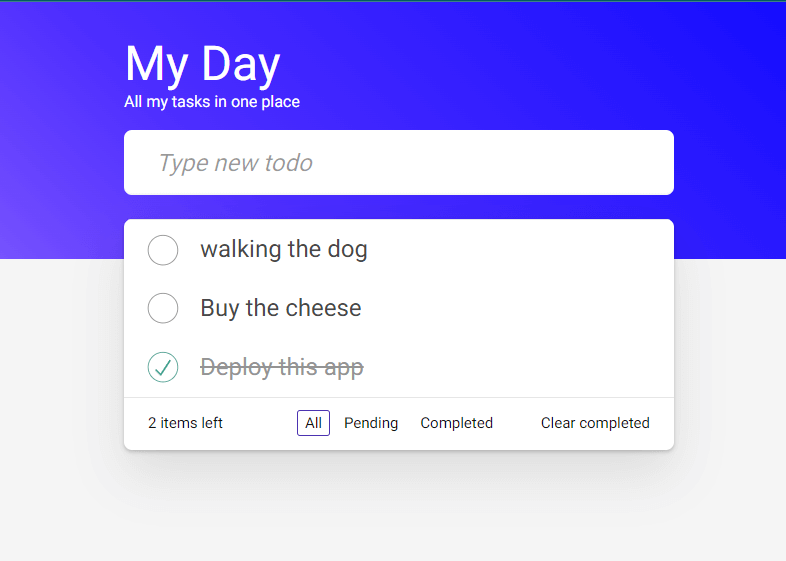 My Day
All my tasks in one place
Type new todo
walking the dog
Buy the cheese
Deploy this app
2 items left All Pending Completed Clear completed